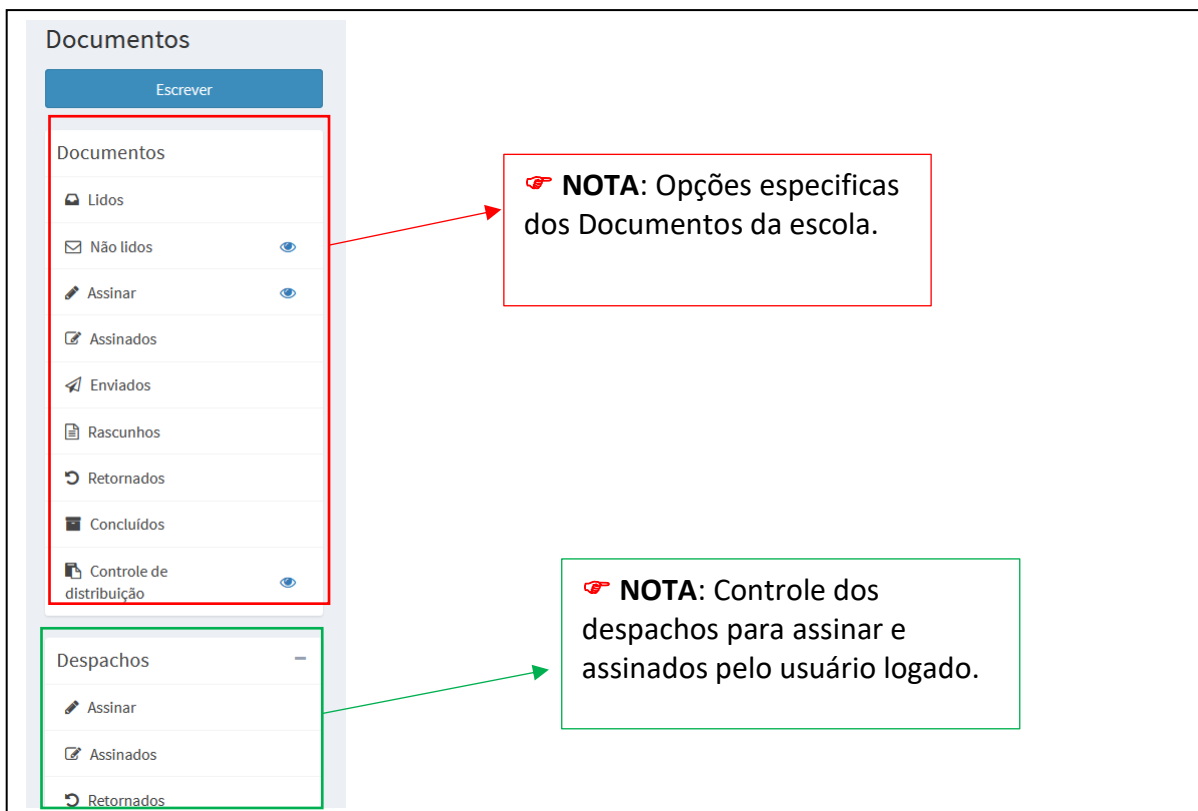 Documentos
Escrever
Documentos
Lidos
Não lidos
Assinar
Assinados
Enviados
Rascunhos
Retornados
Concluídos
Controle de
distribuição
NOTA: Opções especificas
dos Documentos da escola.
Despachos
Assinar
Assinados
Retornados
NOTA: Controle dos
despachos para assinar e
assinados pelo usuário logado.